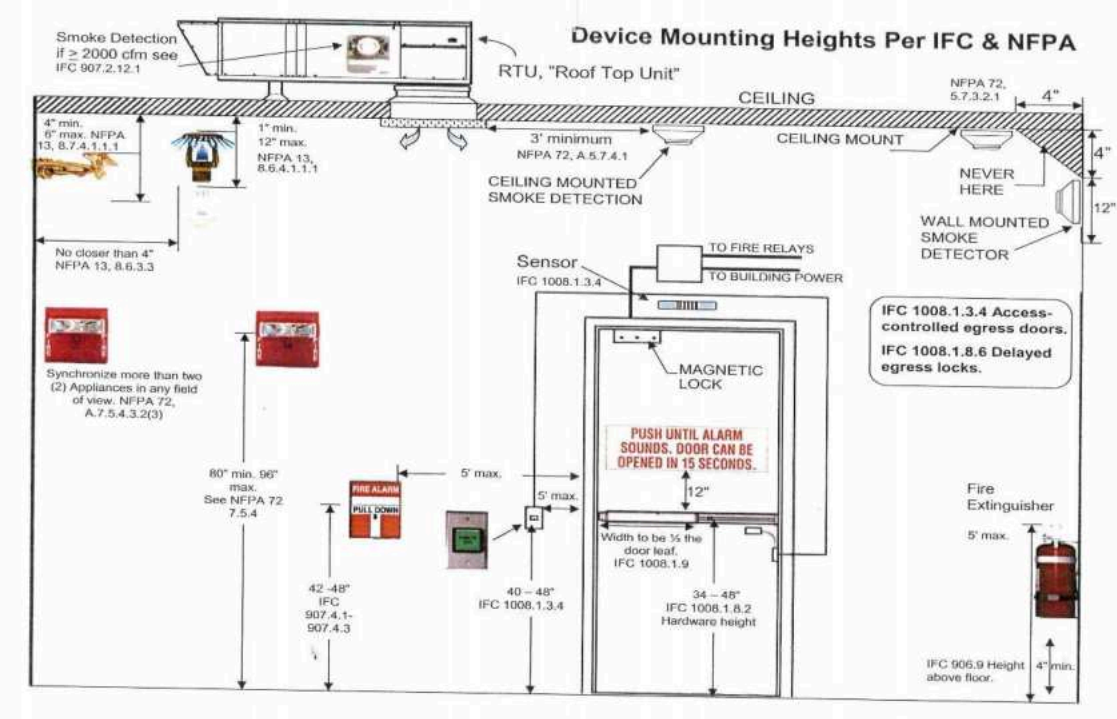 Device Mounting Heights Per IFC & NFPA
Smoke Detection
if ≥ 2000 cfm see
IFC 907.2.12.1
RTU, "Roof Top Unit"
CEILING
NFPA 72,
5.7.3.2.1
4"
4" min.
6" max. NFPA
13, 8.7.4.1.1.1
1" min.
12" max.
NFPA 13,
8.6.4.1.1.1
3' minimum
NFPA 72, A.5.7.4.1
CEILING MOUNTED
SMOKE DETECTION
CEILING MOUNT
NEVER
HERE
4"
12"
WALL MOUNTED
SMOKE
DETECTOR
No closer than 4"
NFPA 13, 8.6.3.3
Sensor
IFC 1008.1.3.4
TO FIRE RELAYS
TO BUILDING POWER
IFC 1008.1.3.4 Access-
controlled egress doors.
IFC 1008.1.8.6 Delayed
egress locks.
Synchronize more than two
(2) Appliances in any field
of view. NFPA 72,
A.7.5.4.3.2(3)
MAGNETIC
LOCK
PUSH UNTIL ALARM
SOUNDS. DOOR CAN BE
OPENED IN 15 SECONDS.
12"
80" min. 96"
max.
See NFPA 72
7.5.4
5' max.
FIRE ALARM
PULL DOWN
5' max.
Width to be ½ the
door leaf.
IFC 1008.1.9
Fire
Extinguisher
5' max.
42 -48"
IFC
907.4.1-
907.4.3
40 – 48"
IFC 1008.1.3.4
34 – 48"
IFC 1008.1.8.2
Hardware height
IFC 906.9 Height
above floor.
4" min.